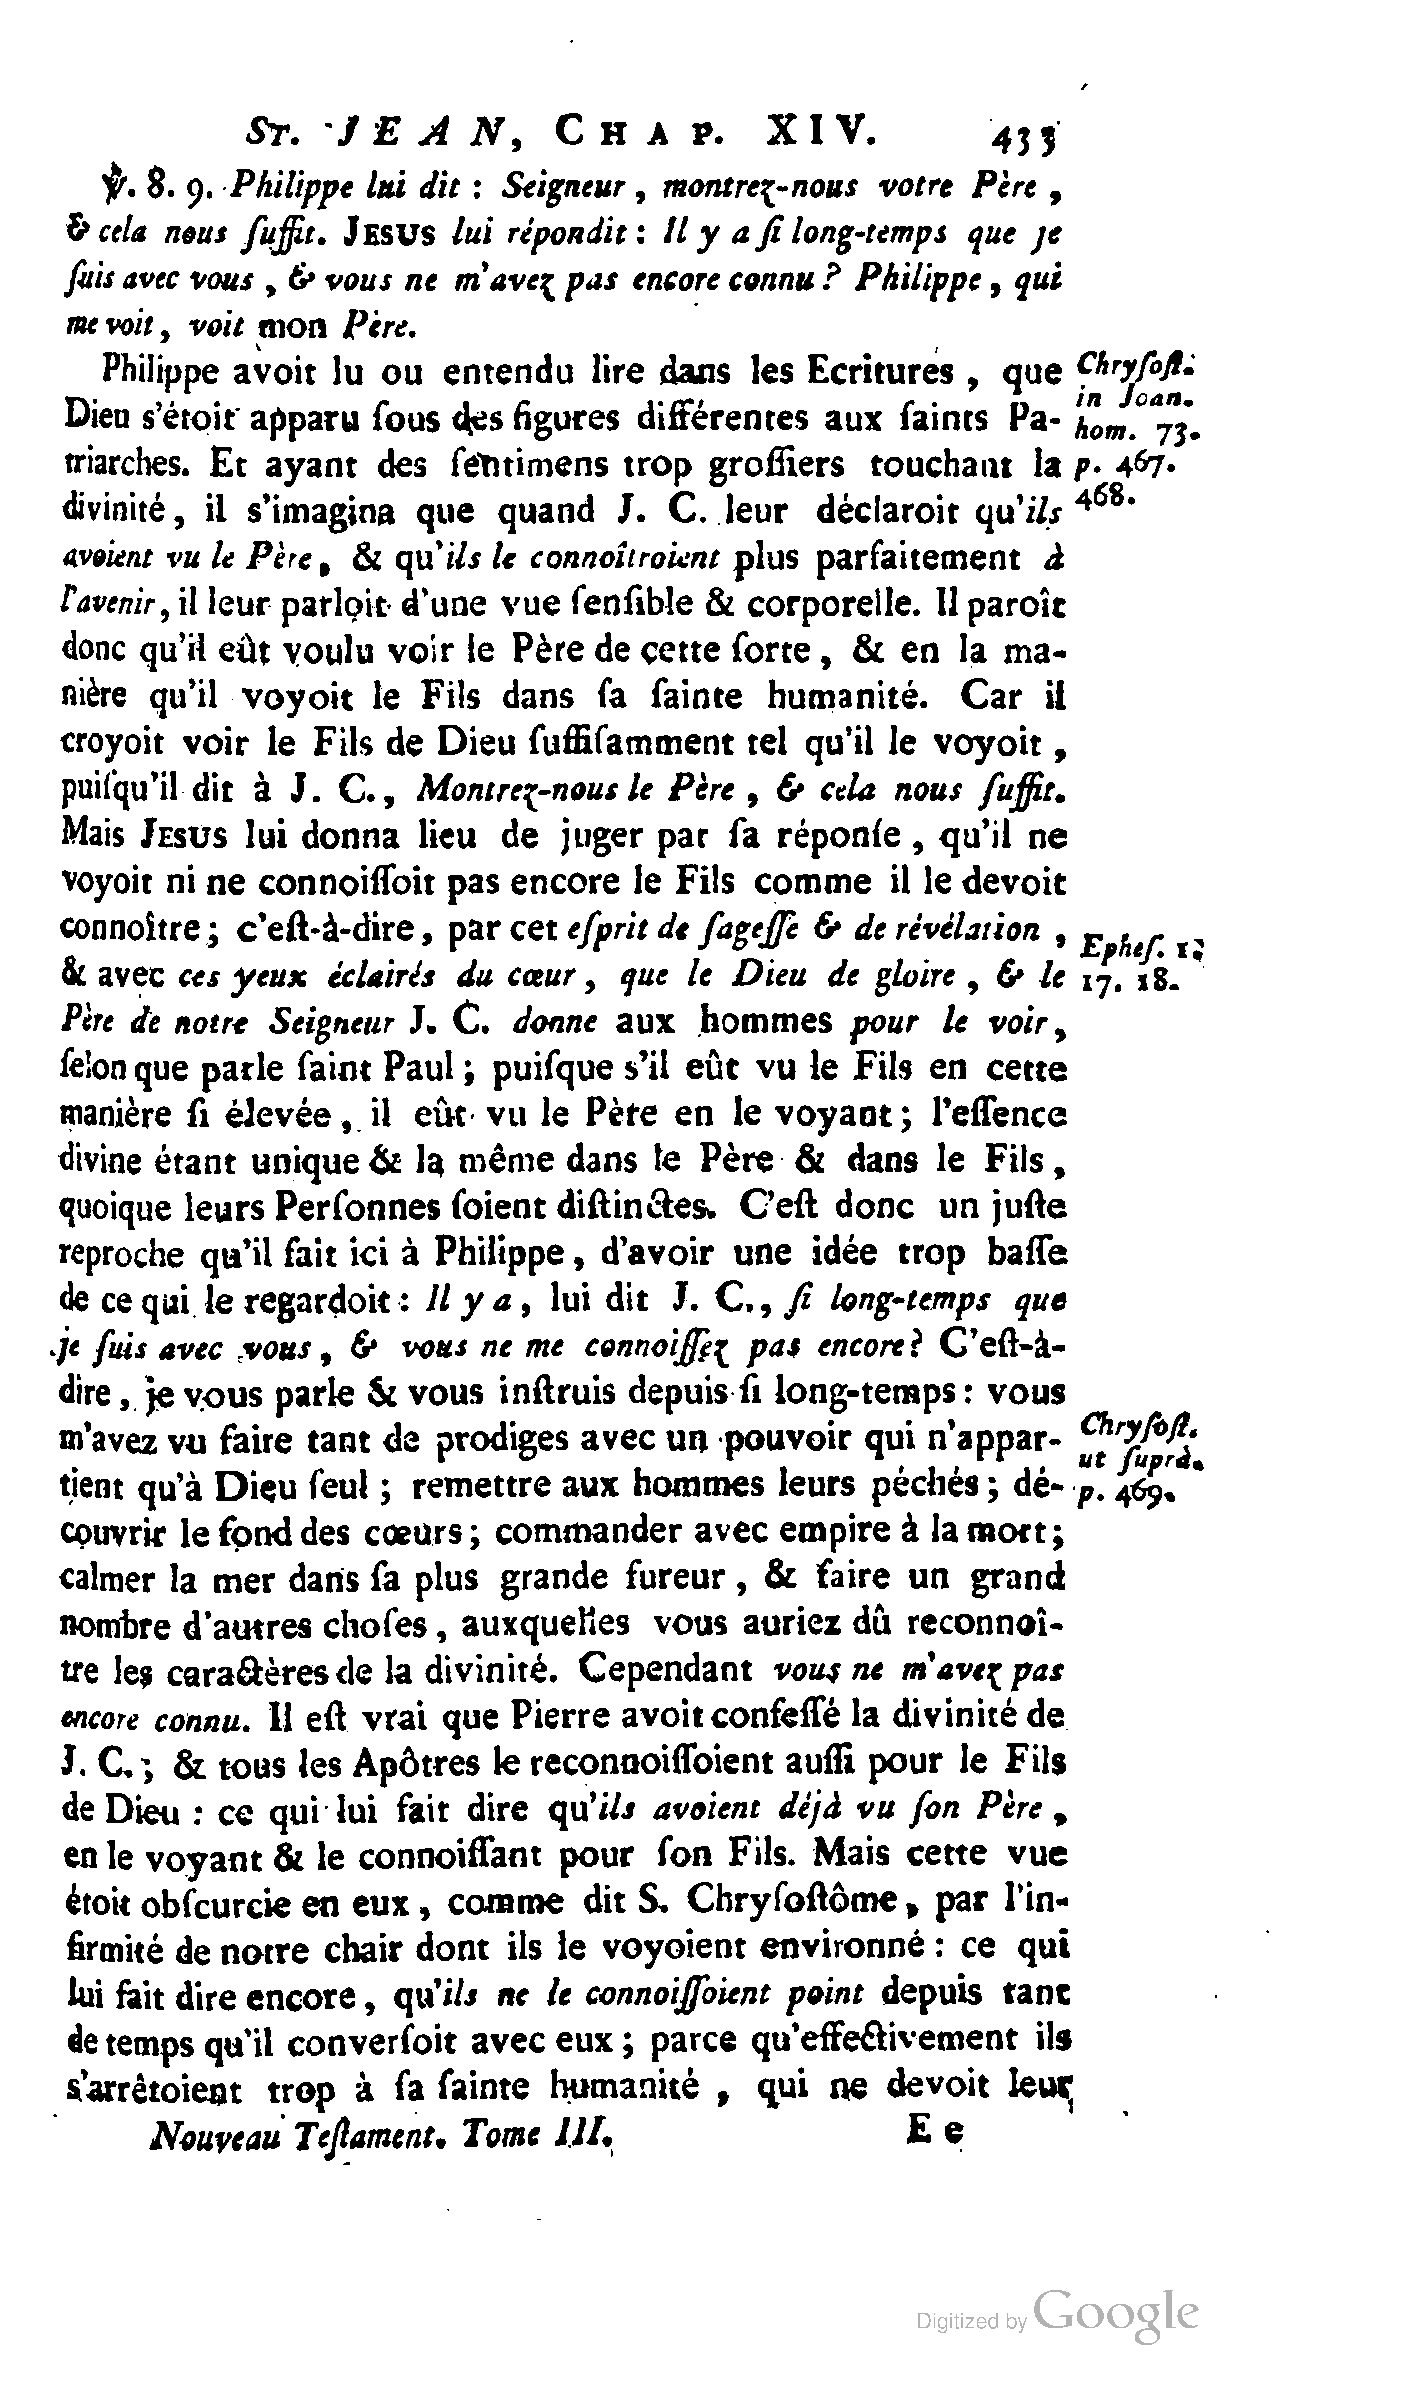 ST. JEAN, CHAP. XIV. 433
℣. 8. 9. Philippe lui dit : Seigneur, montrez-nous votre Père,
& cela nous ſuffit. JESUS lui répondit : Il y a ſi long-temps que je
ſuis avec vous, & vous ne m'avez pas encore connu ? Philippe, qui
me voit, voit mon Père.
Philippe avoit lu ou entendu lire dans les Ecritures, que
Dieu s'étoit apparu ſous des figures différentes aux ſaints Pa-
triarches. Et ayant des ſentimens trop groſſiers touchant la
divinité, il s'imagina que quand J. C. leur déclaroit qu'ils
avoient vu le Père, & qu'ils le connoîtroient plus parfaitement à
l'avenir, il leur parloit d'une vue ſenſible & corporelle. Il paroît
donc qu'il eût voulu voir le Père de cette ſorte, & en la ma-
nière qu'il voyoit le Fils dans ſa ſainte humanité. Car il
croyoit voir le Fils de Dieu ſuffiſamment tel qu'il le voyoit,
puiſqu'il dit à J. C., Montrez-nous le Père, & cela nous ſuffit.
Mais JESUS lui donna lieu de juger par ſa réponſe, qu'il ne
voyoit ni ne connoiſſoit pas encore le Fils comme il le devoit
connoître ; c'eſt-à-dire, par cet eſprit de ſageſſe & de révélation,
& avec ces yeux éclairés du cœur, que le Dieu de gloire, & le
Père de notre Seigneur J. C. donne aux hommes pour le voir,
ſelon que parle ſaint Paul ; puiſque s'il eût vu le Fils en cette
manière ſi élevée, il eût vu le Père en le voyant ; l'eſſence
divine étant unique & la même dans le Père & dans le Fils,
quoique leurs Perſonnes ſoient diſtinctes. C'eſt donc un juſte
reproche qu'il fait ici à Philippe, d'avoir une idée trop baſſe
de ce qui le regardoit : Il y a, lui dit J. C., ſi long-temps que
je ſuis avec vous, & vous ne me connoiſſez pas encore ? C'eſt-à-
dire, je vous parle & vous inſtruis depuis ſi long-temps : vous
m'avez vu faire tant de prodiges avec un pouvoir qui n'appar-
tient qu'à Dieu ſeul ; remettre aux hommes leurs péchés ; dé-
couvrir le fond des cœurs ; commander avec empire à la mort ;
calmer la mer dans ſa plus grande fureur, & faire un grand
nombre d'autres choſes, auxquelles vous auriez dû reconnoî-
tre les caractères de la divinité. Cependant vous ne m'avez pas
encore connu. Il eſt vrai que Pierre avoit confeſſé la divinité de
J. C. ; & tous les Apôtres le reconnoiſſoient auſſi pour le Fils
de Dieu : ce qui lui fait dire qu'ils avoient déjà vu ſon Père,
en le voyant & le connoiſſant pour ſon Fils. Mais cette vue
étoit obſcurcie en eux, comme dit S. Chryſoſtôme, par l'in-
firmité de notre chair dont ils le voyoient environné : ce qui
lui fait dire encore, qu'ils ne le connoiſſoient point depuis tant
de temps qu'il converſoit avec eux ; parce qu'effectivement ils
s'arrêtoient trop à ſa ſainte humanité, qui ne devoit leur
Nouveau Teſtament. Tome III. E e
Chryſoſt.
in Joan.
hom. 73.
p. 467.
468.
Epheſ. 1.
17. 18.
Chryſoſt.
ut ſuprà.
p. 469.
Digitized by Google